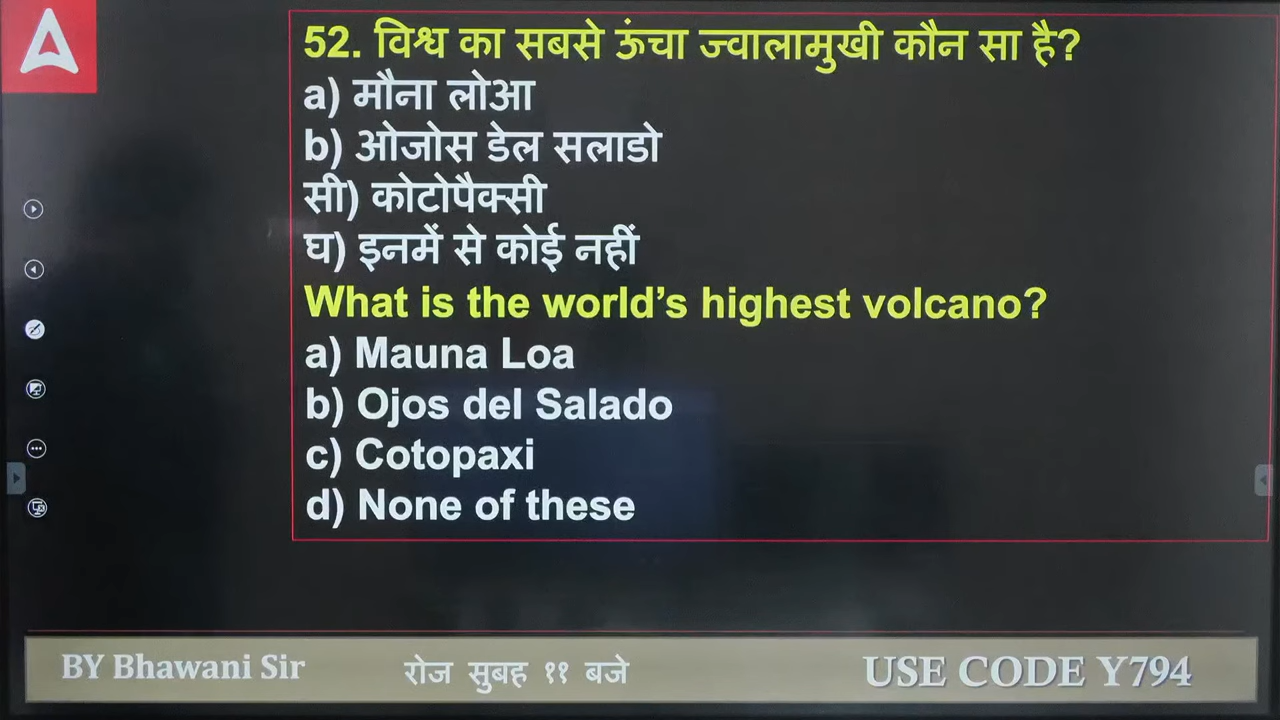 52. विश्व का सबसे ऊंचा ज्वालामुखी कौन सा है?
a) मौना लोआ
b) ओजोस डेल सलाडो
सी) कोटोपैक्सी
घ) इनमें से कोई नहीं
What is the world’s highest volcano?
a) Mauna Loa
b) Ojos del Salado
c) Cotopaxi
d) None of these
BY Bhawani Sir रोज सुबह ११ बजे USE CODE Y794